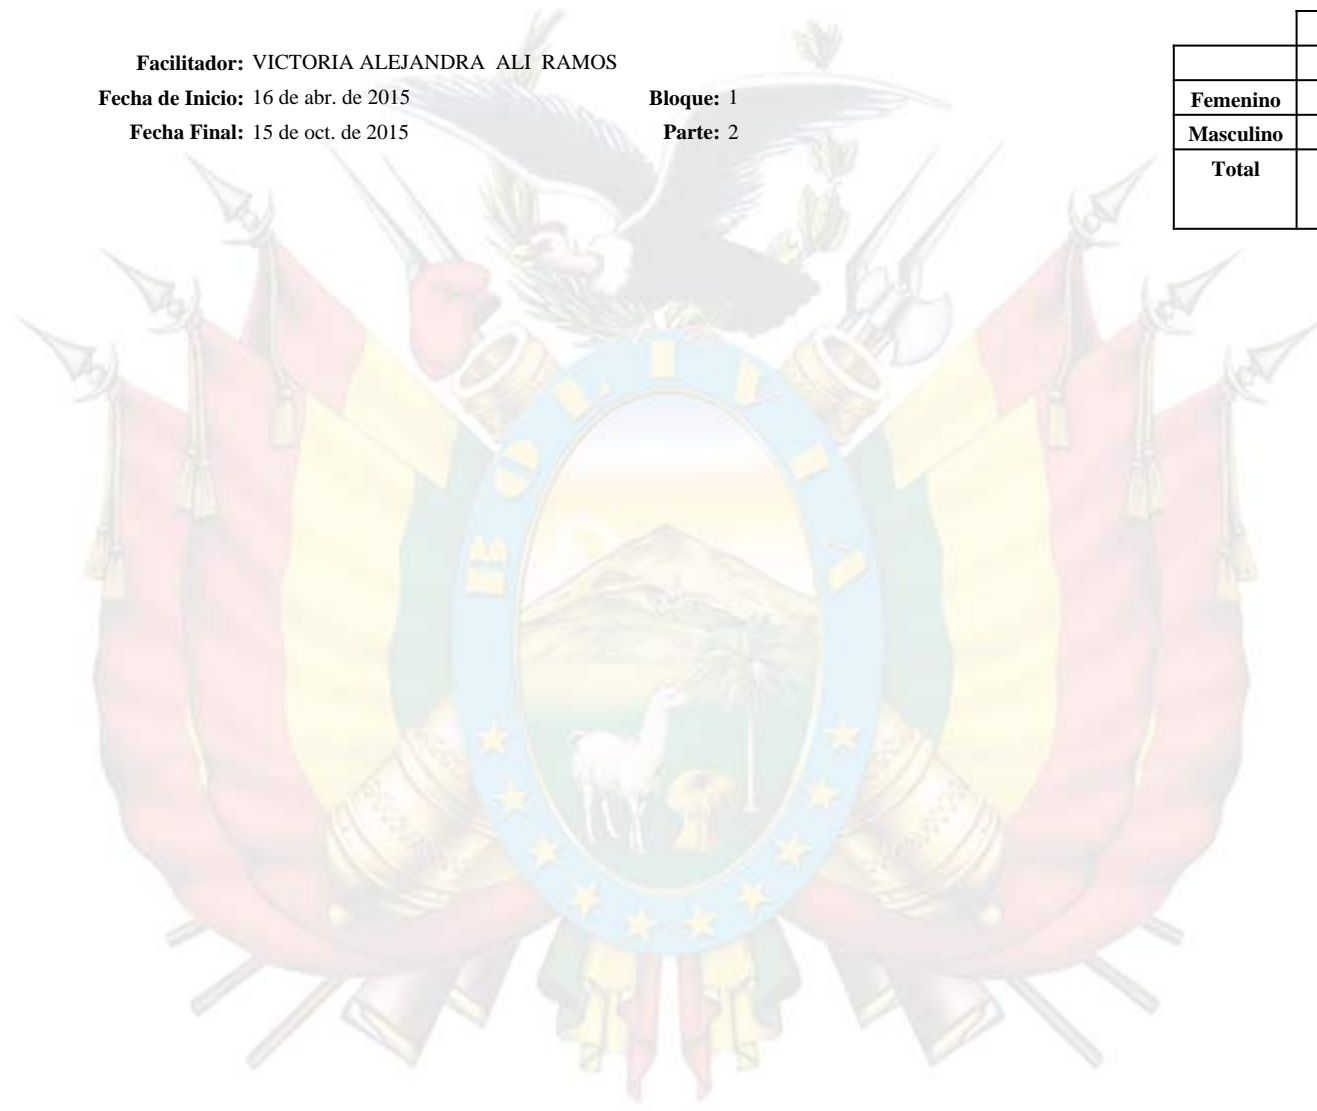 Facilitador: VICTORIA ALEJANDRA ALI RAMOS
Fecha de Inicio: 16 de abr. de 2015 Bloque: 1
Fecha Final: 15 de oct. de 2015 Parte: 2
Femenino
Masculino
Total
BOLIVIA